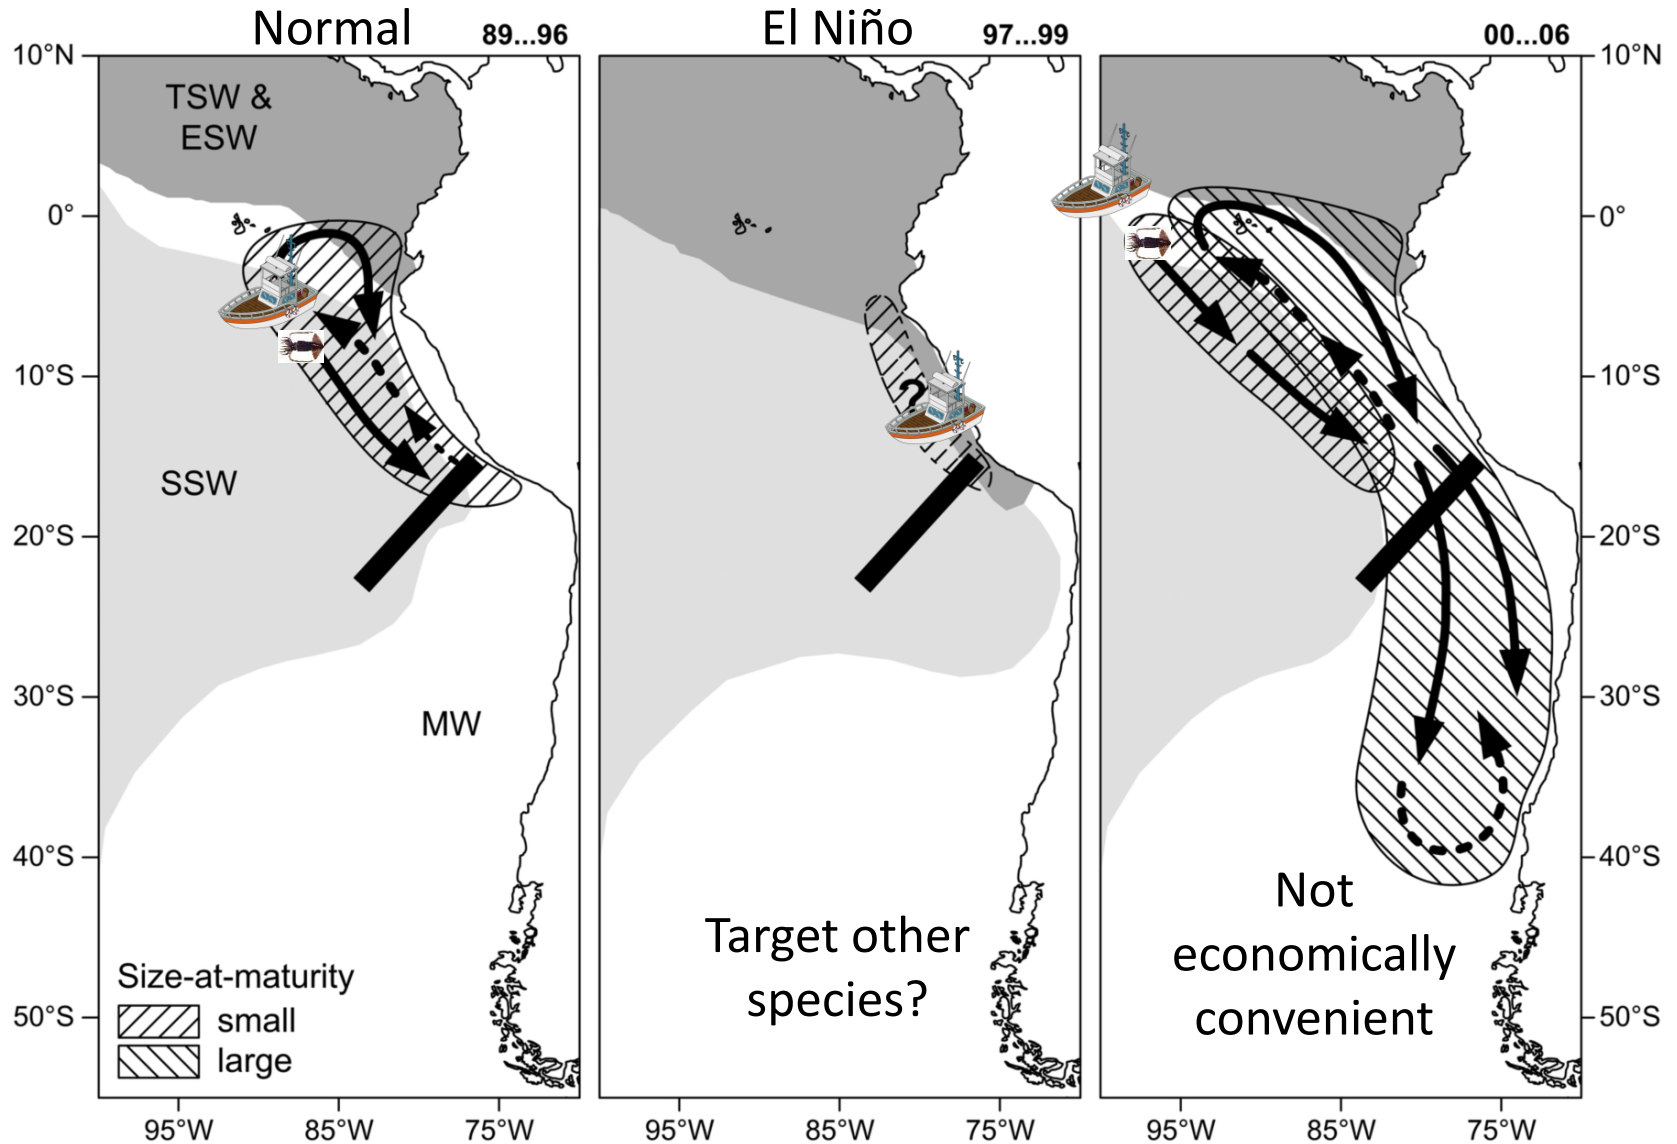 Normal
89...96
El Niño
97...99
00...06
10°N
10°N
TSW &
ESW
0°
0°
10°S
10°S
?
SSW
20°S
20°S
30°S
30°S
MW
40°S
40°S
Not
economically
convenient
Target other
species?
Size-at-maturity
small
large
50°S
50°S
95°W
85°W
75°W
95°W
85°W
75°W
95°W
85°W
75°W